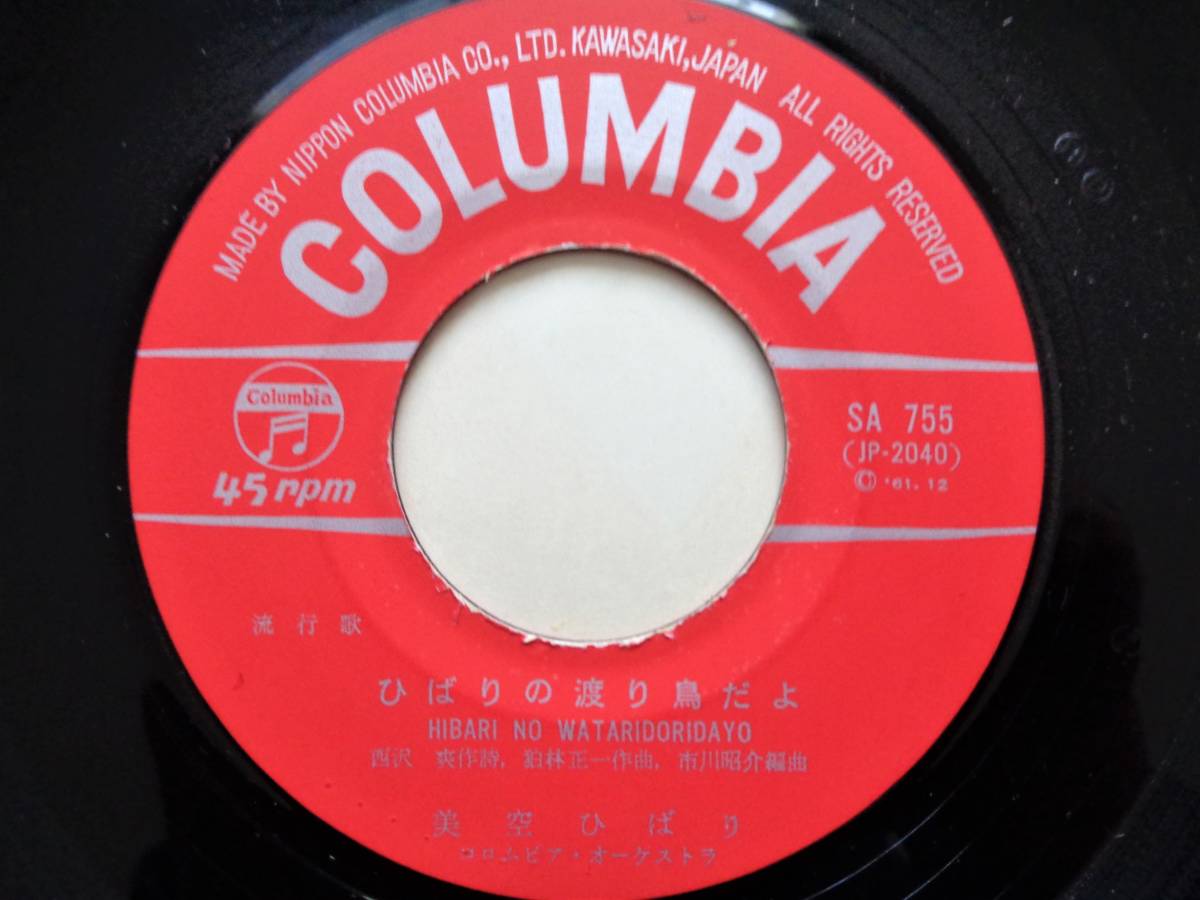 MADE BY NIPPON COLUMBIA CO., LTD. KAWASAKI, JAPAN ALL RIGHTS RESERVED
COLUMBIA
Columbia
45 rpm
SA 755
(JP-2040)
© '61. 12
流行歌
ひばりの渡り鳥だよ
HIBARI NO WATARIDORIDAYO
西沢 爽作詩, 狛林正一作曲, 市川昭介編曲
美空ひばり
コロムビア・オーケストラ